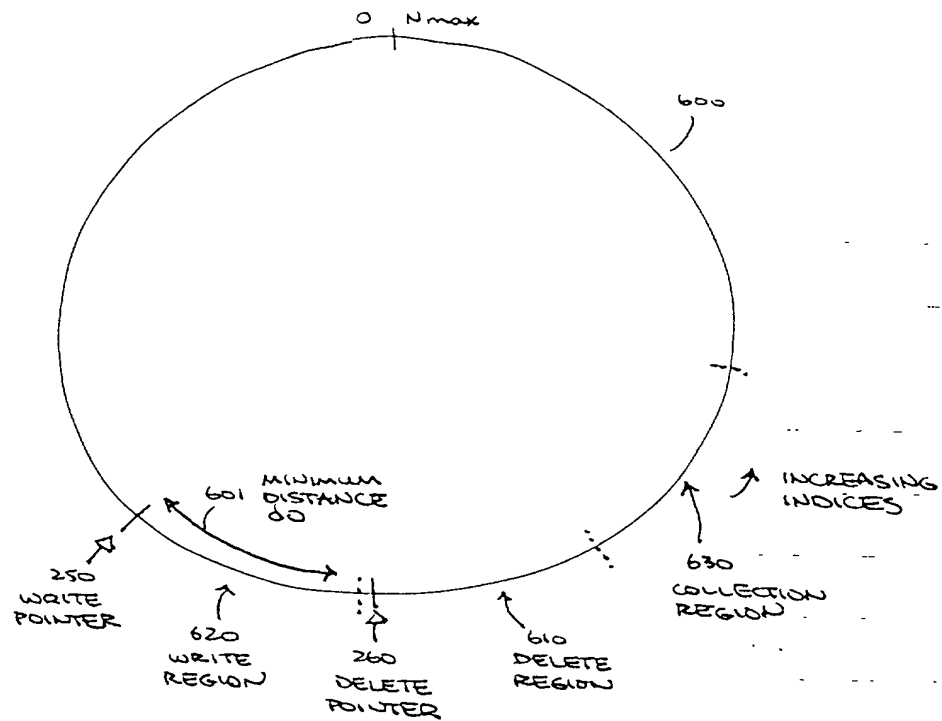 0 Nmax
600
601 MINIMUM
DISTANCE
d0
INCREASING
INDICES
250
WRITE
POINTER
620
WRITE
REGION
260
DELETE
POINTER
610
DELETE
REGION
630
COLLECTION
REGION